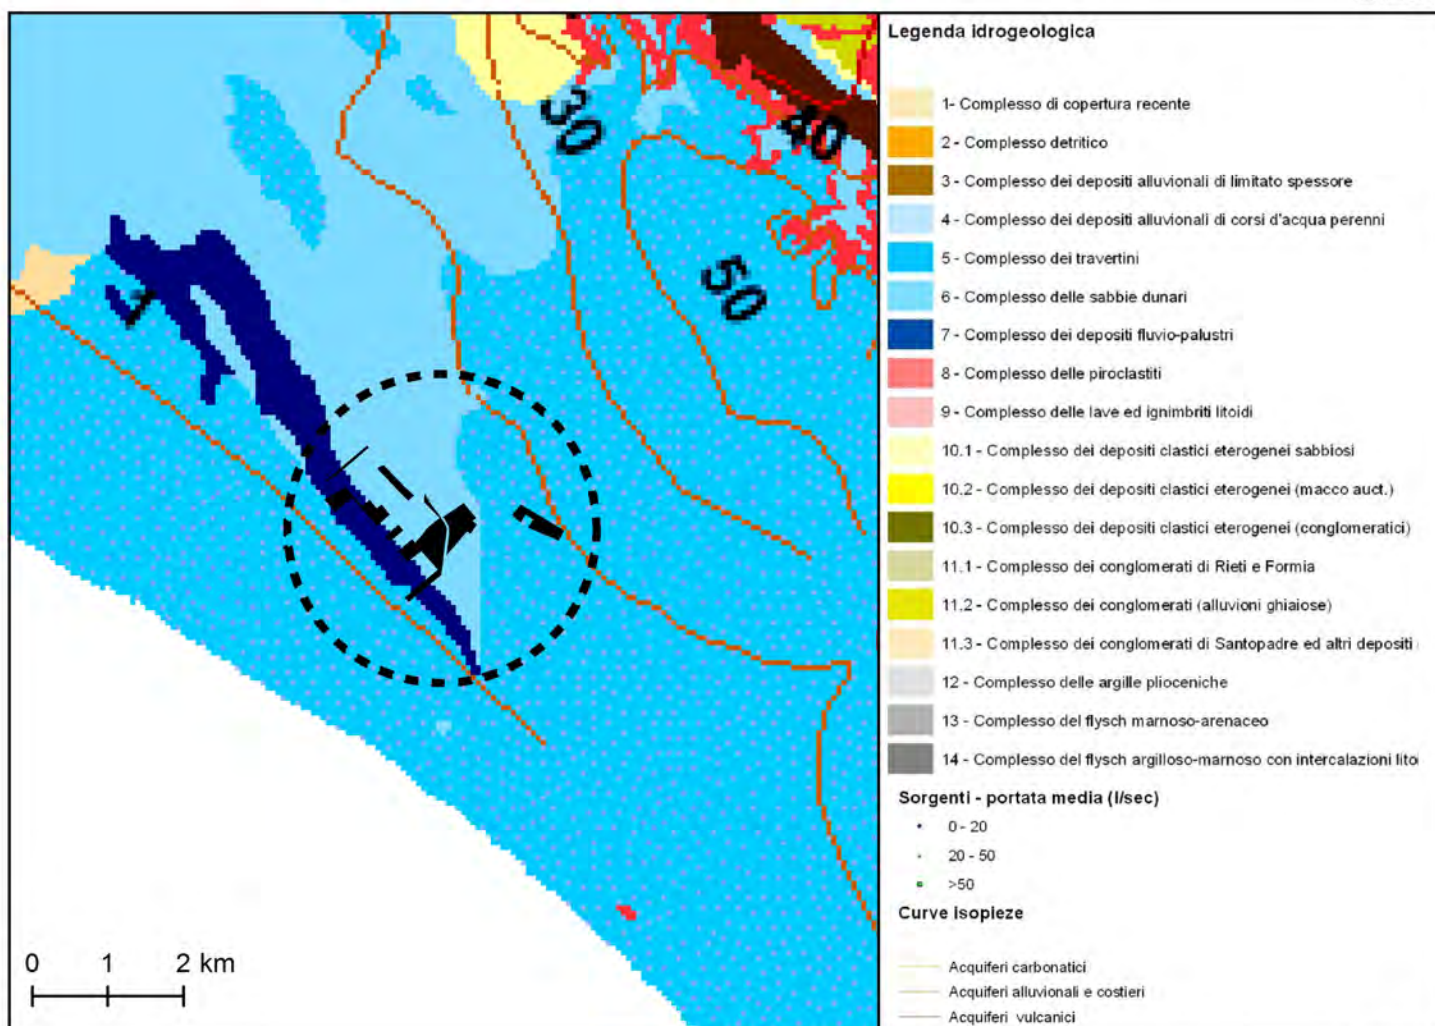 Legenda idrogeologica
1- Complesso di copertura recente
2 - Complesso detritico
3 - Complesso dei depositi alluvionali di limitato spessore
4 - Complesso dei depositi alluvionali di corsi d'acqua perenni
5 - Complesso dei travertini
6 - Complesso delle sabbie dunari
7 - Complesso dei depositi fluvio-palustri
8 - Complesso delle piroclastiti
9 - Complesso delle lave ed ignimbriti litoidi
10.1 - Complesso dei depositi clastici eterogenei sabbiosi
10.2 - Complesso dei depositi clastici eterogenei (macco auct.)
10.3 - Complesso dei depositi clastici eterogenei (conglomeratici)
11.1 - Complesso dei conglomerati di Rieti e Formia
11.2 - Complesso dei conglomerati (alluvioni ghiaiose)
11.3 - Complesso dei conglomerati di Santopadre ed altri depositi
12 - Complesso delle argille plioceniche
13 - Complesso del flysch marnoso-arenaceo
14 - Complesso del flysch argilloso-marnoso con intercalazioni lito
Sorgenti - portata media (l/sec)
0 - 20
20 - 50
>50
Curve isopieze
Acquiferi carbonatici
Acquiferi alluvionali e costieri
Acquiferi vulcanici
30
40
50
1
0 1 2 km